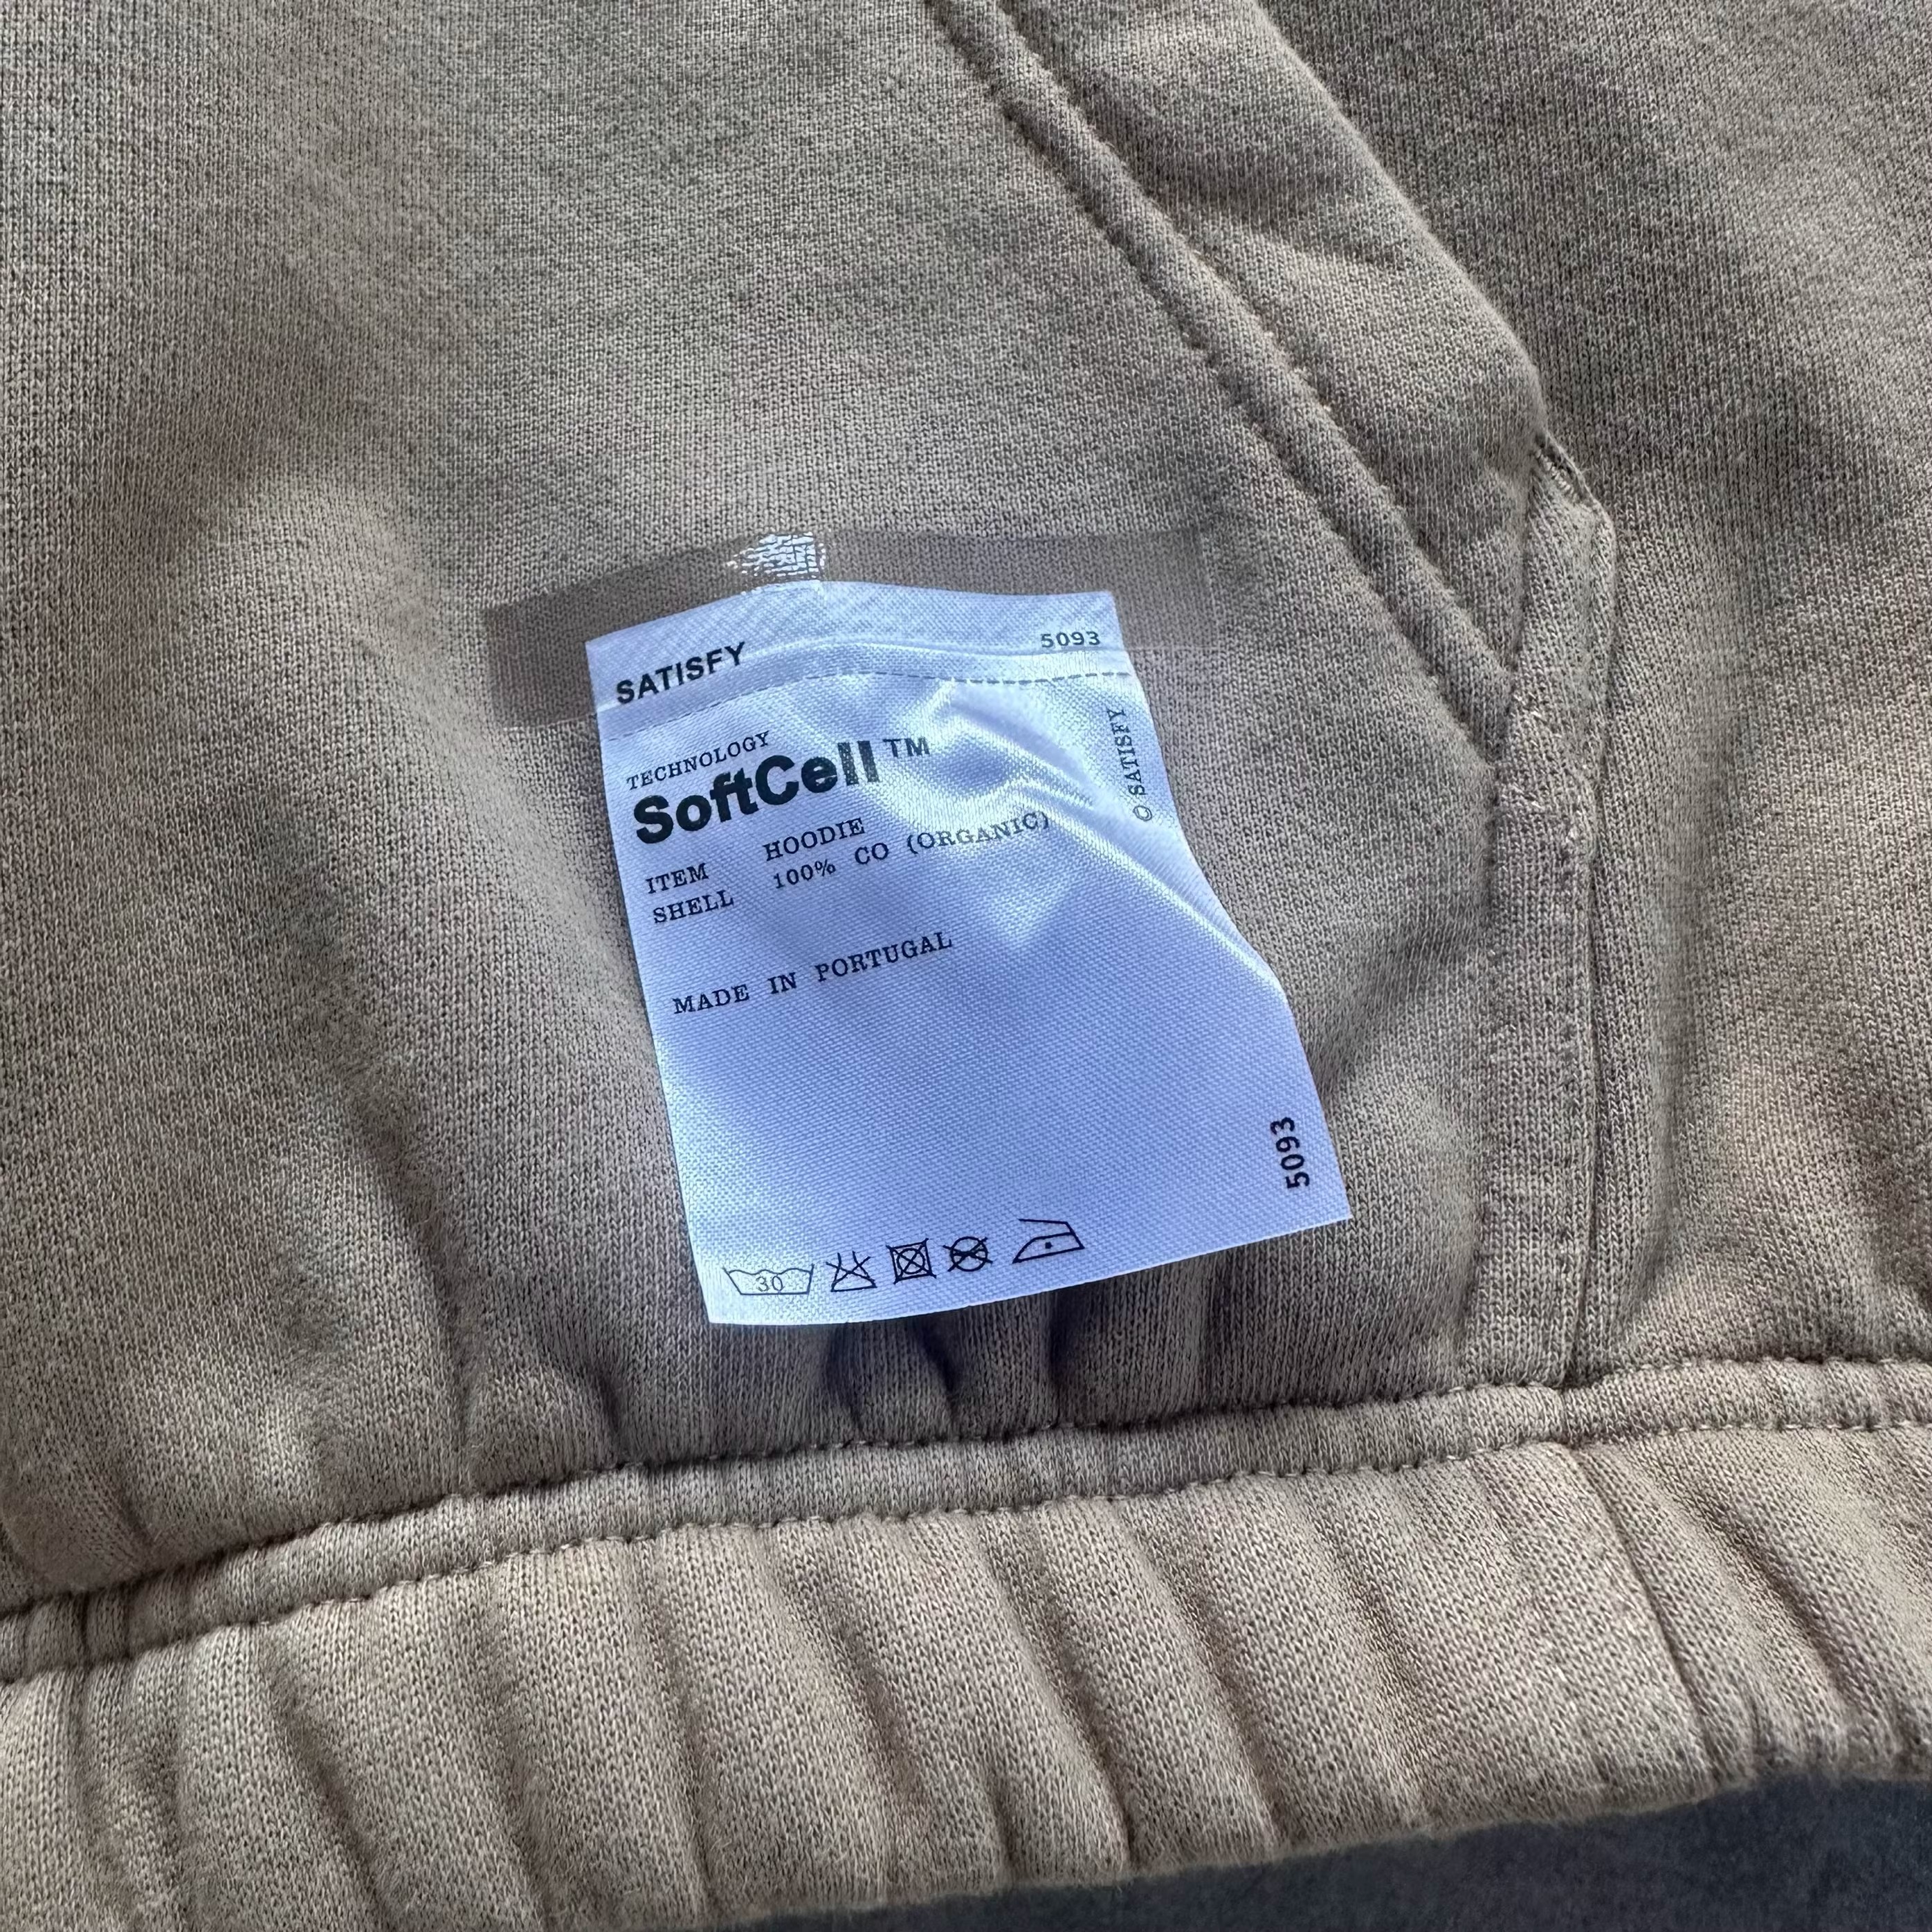 SATISFY 5093
TECHNOLOGY
SoftCell™
ITEM HOODIE
SHELL 100% CO (ORGANIC)
MADE IN PORTUGAL
© SATISFY
5093
30